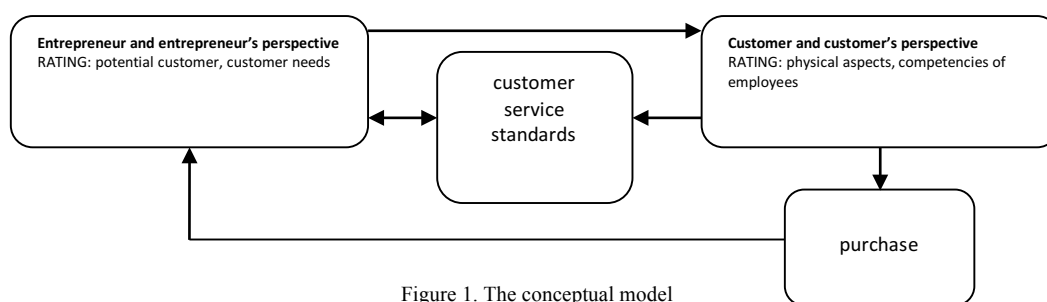 Entrepreneur and entrepreneur’s perspective
RATING: potential customer, customer needs
customer
service
standards
Customer and customer’s perspective
RATING: physical aspects, competencies of
employees
purchase
Figure 1. The conceptual model